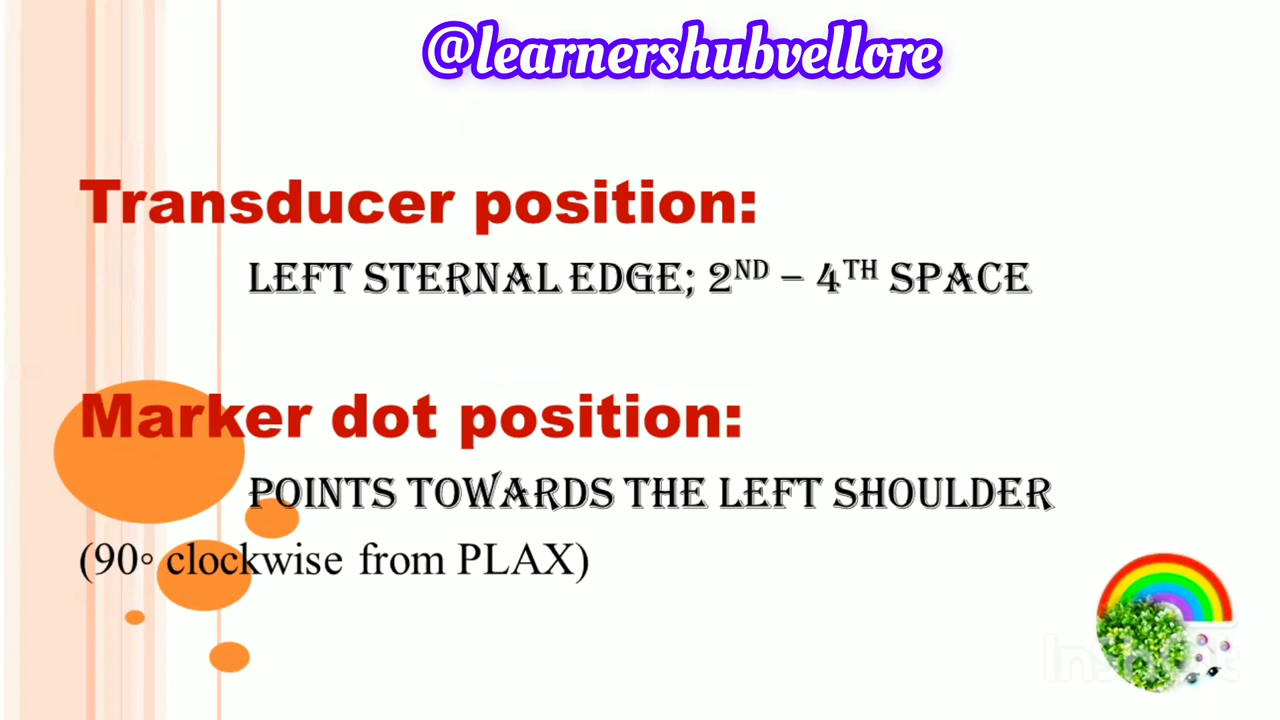 @learnershubvellore
Transducer position:
LEFT STERNAL EDGE; 2ND – 4TH SPACE
Marker dot position:
POINTS TOWARDS THE LEFT SHOULDER
(90◦ clockwise from PLAX)
InShOt